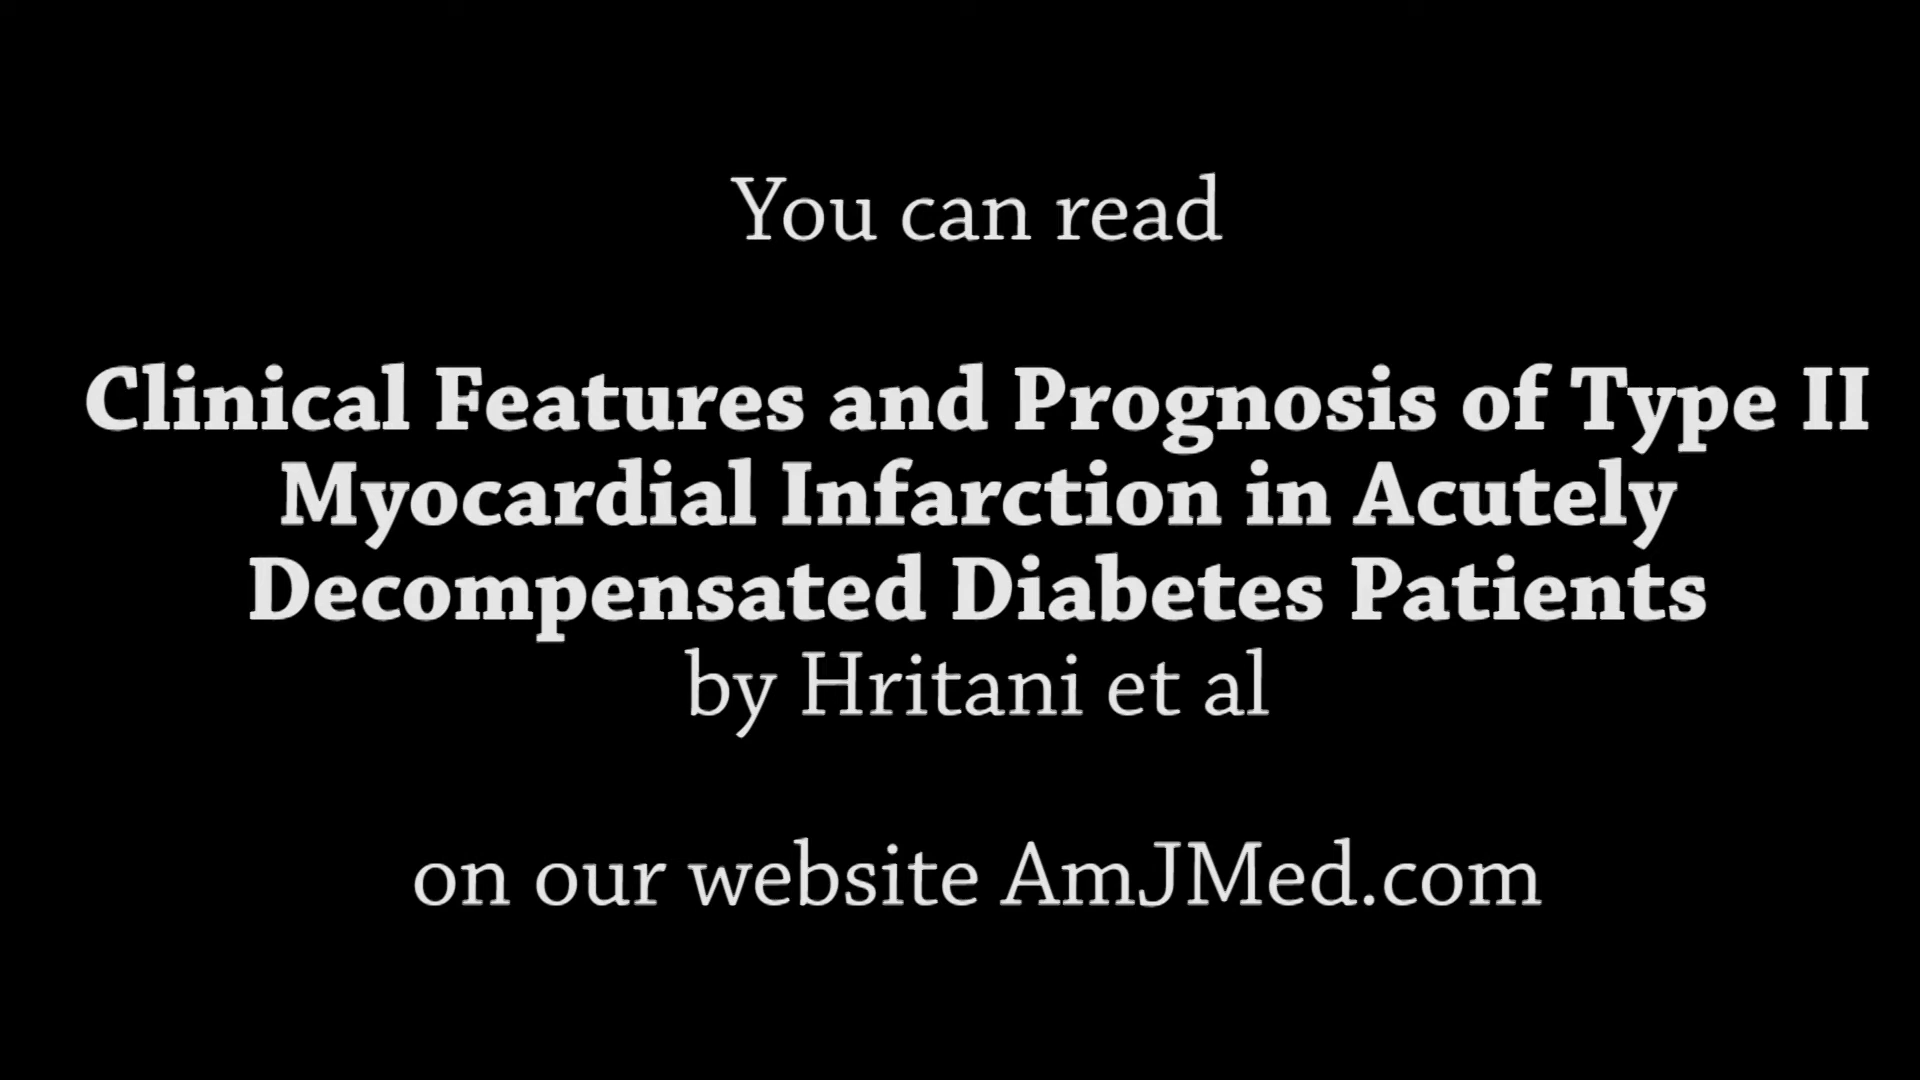 You can read
Clinical Features and Prognosis of Type II
Myocardial Infarction in Acutely
Decompensated Diabetes Patients
by Hritani et al
on our website AmJMed.com